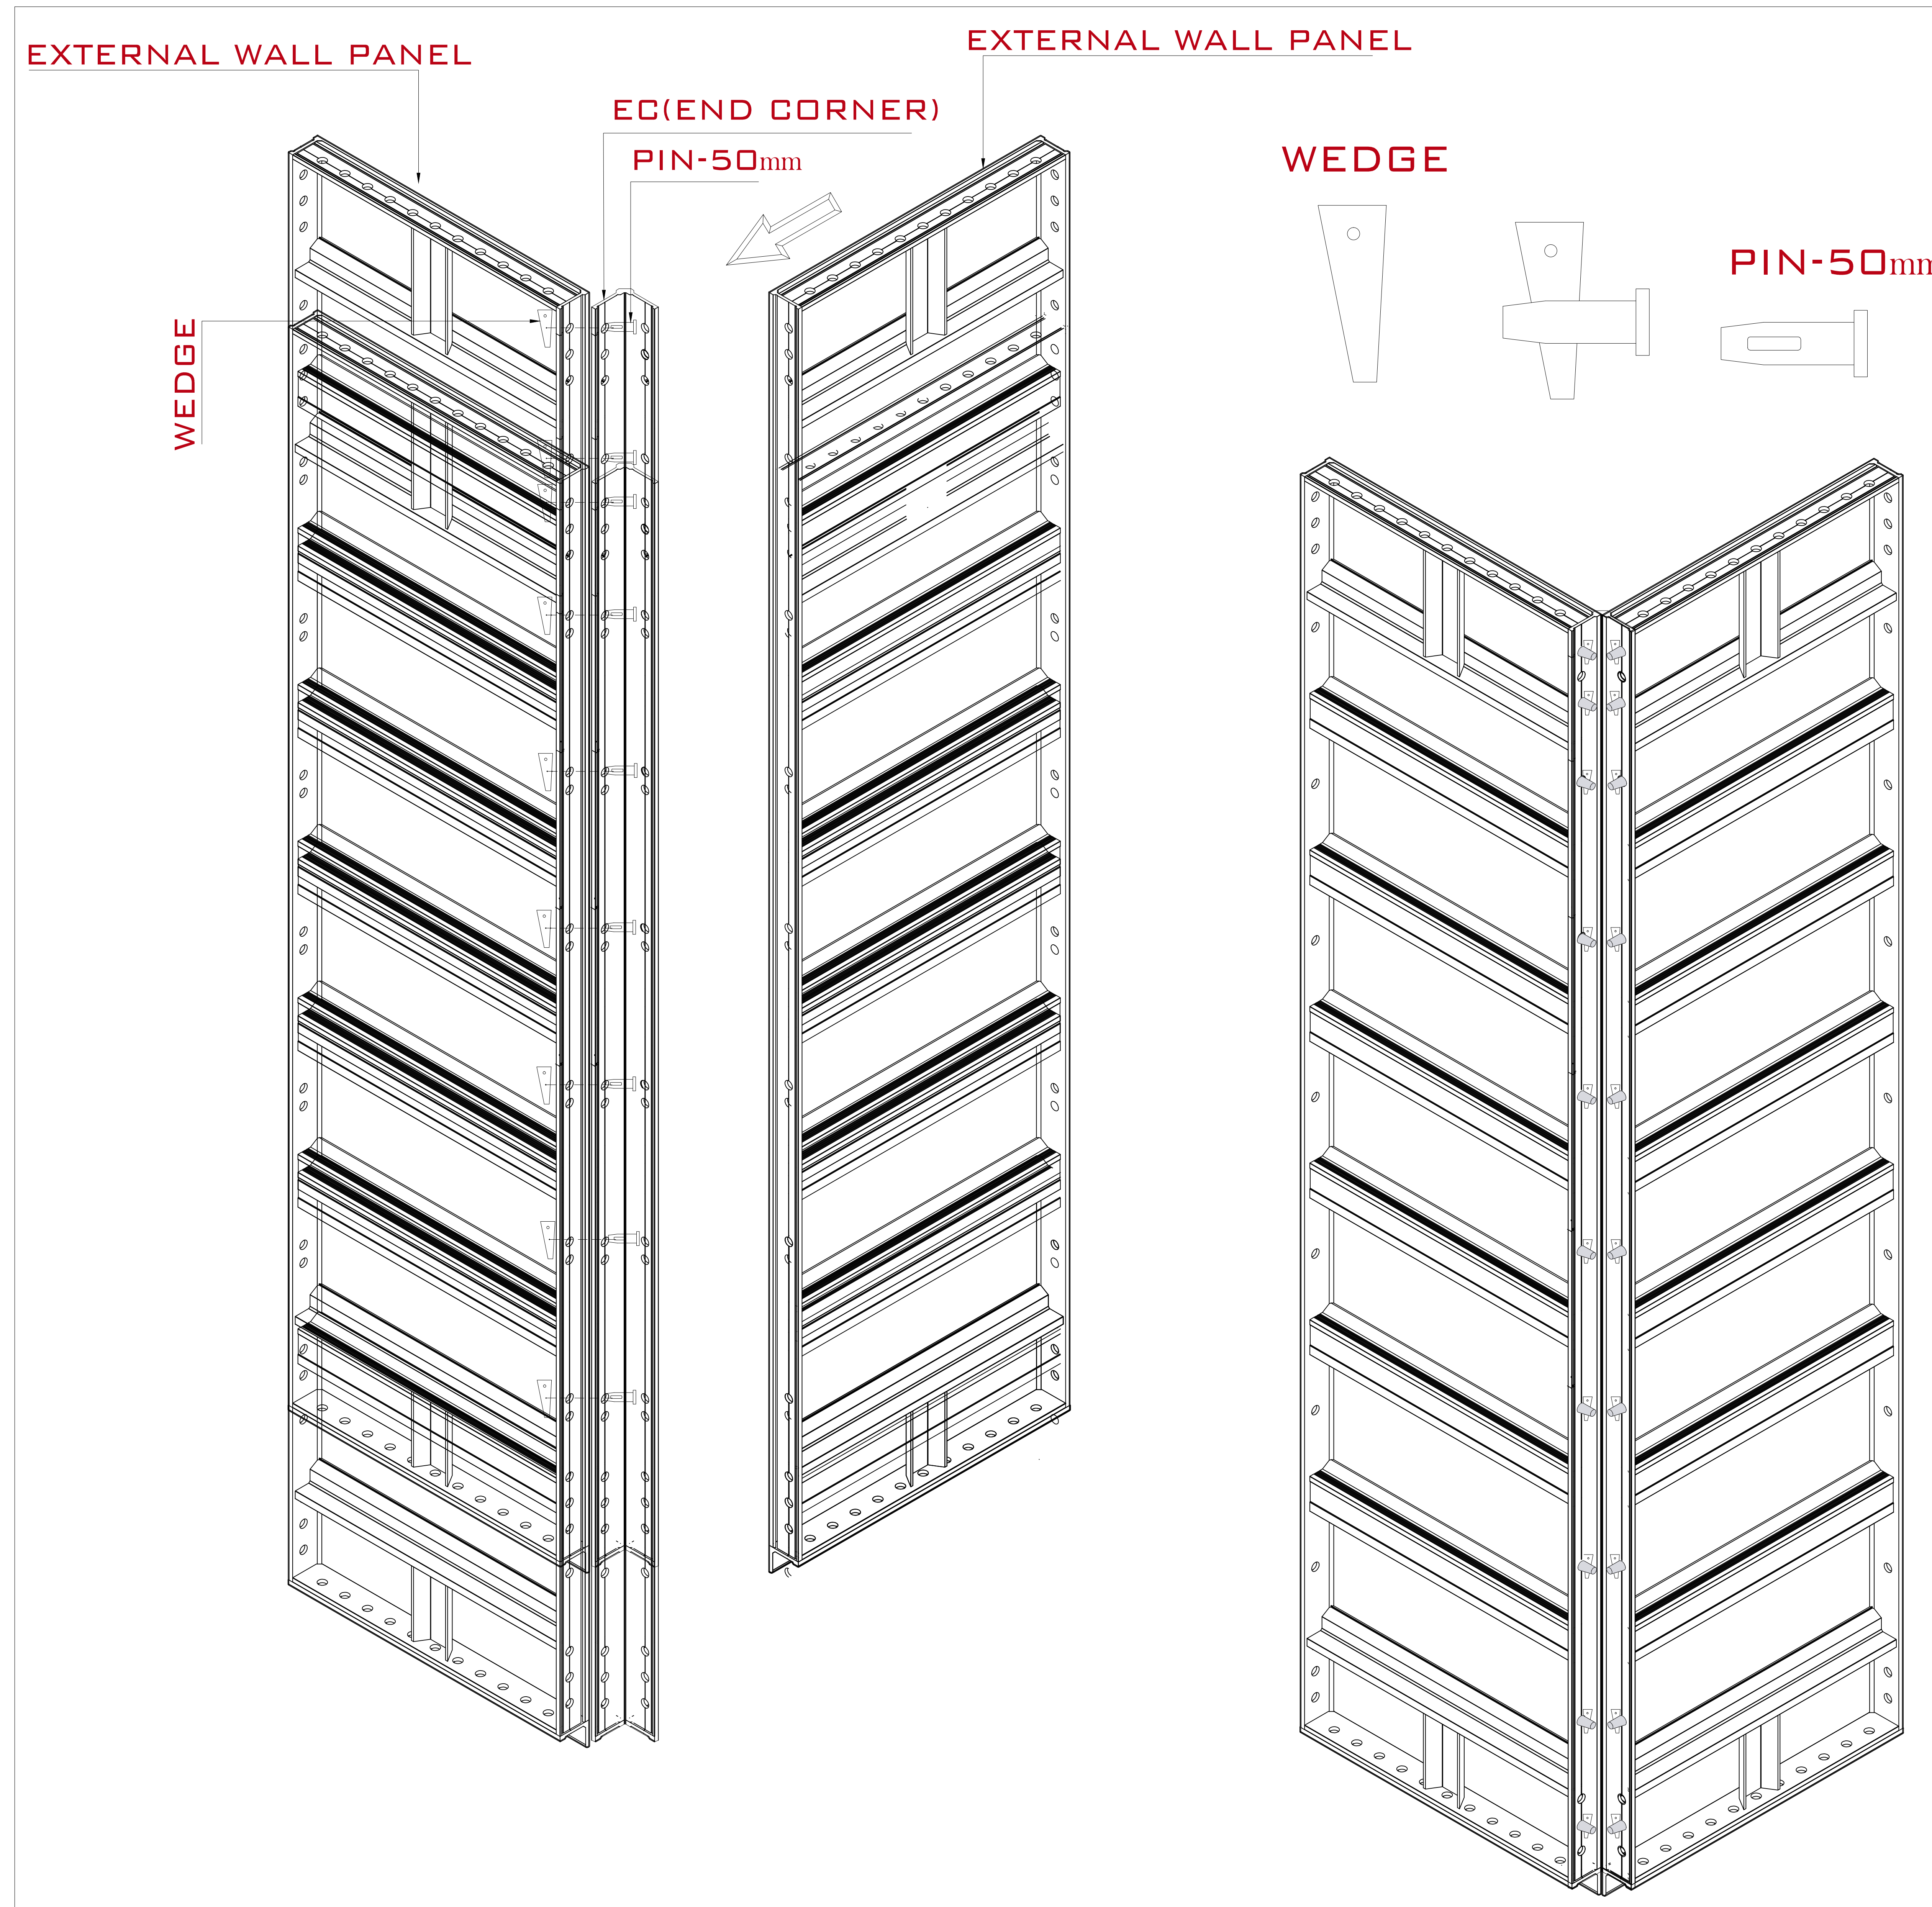 EXTERNAL WALL PANEL
EXTERNAL WALL PANEL
EC(END CORNER)
PIN-50mm
WEDGE
WEDGE
PIN-50mm